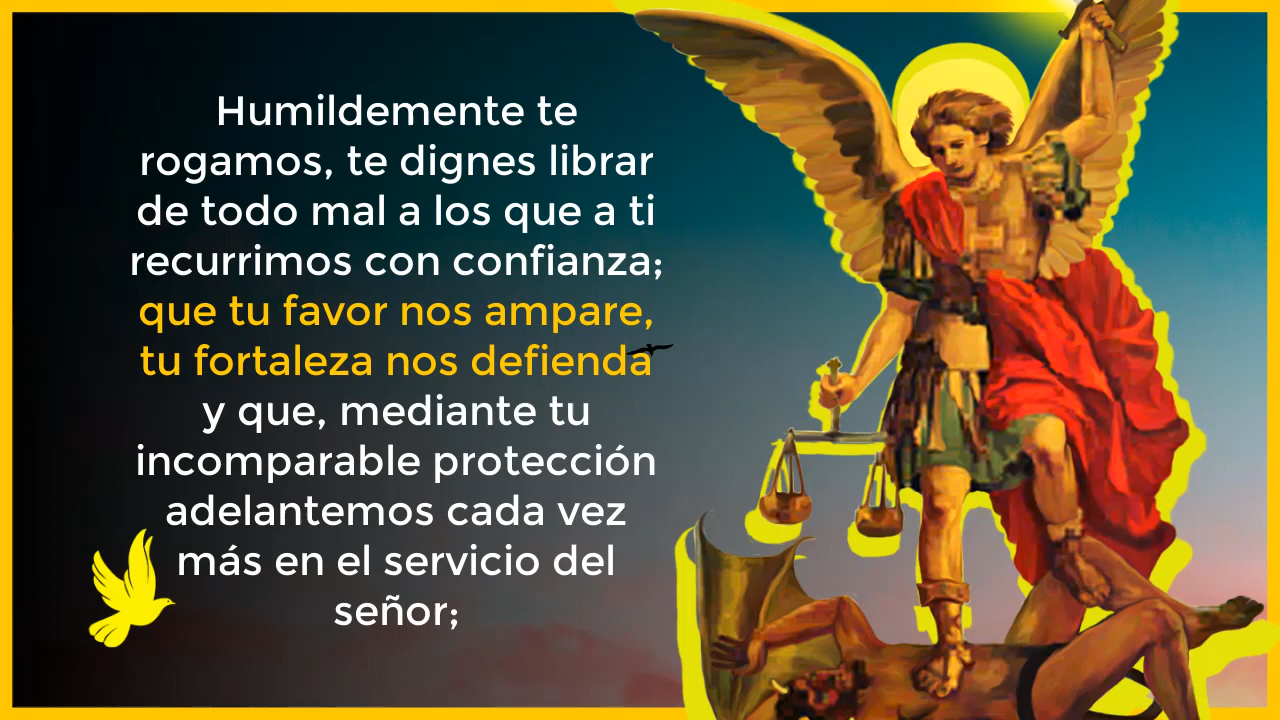 Humildemente te
rogamos, te dignes librar
de todo mal a los que a ti
recurrimos con confianza;
que tu favor nos ampare,
tu fortaleza nos defienda
y que, mediante tu
incomparable protección
adelantemos cada vez
más en el servicio del
señor;